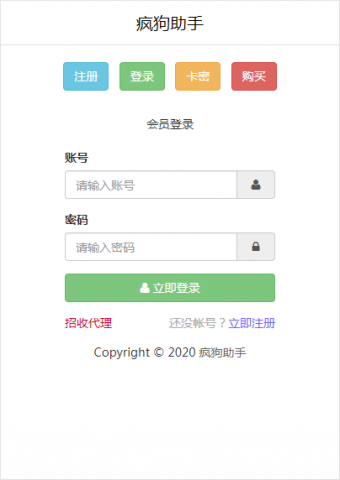 疯狗助手
注册 登录 卡密 购买
会员登录
账号
请输入账号
密码
请输入密码
立即登录
招收代理 还没帐号？立即注册
Copyright © 2020 疯狗助手